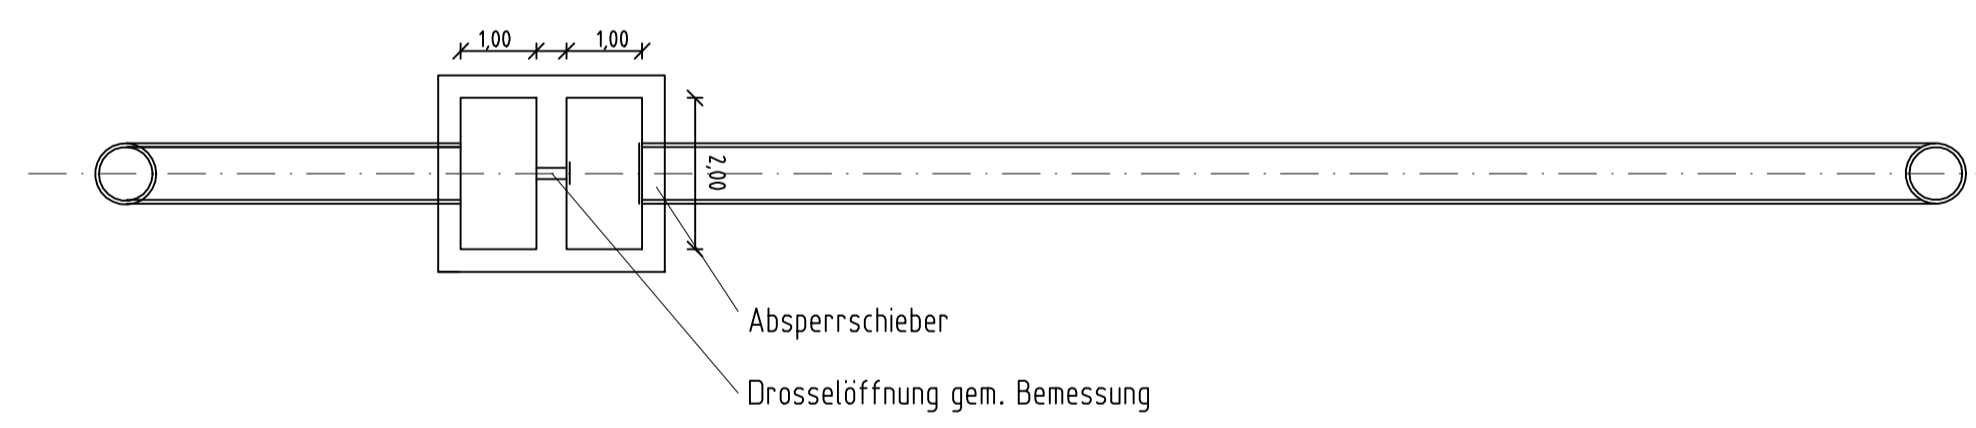 1,00
1,00
2,00
Absperrschieber
Drosselöffnung gem. Bemessung